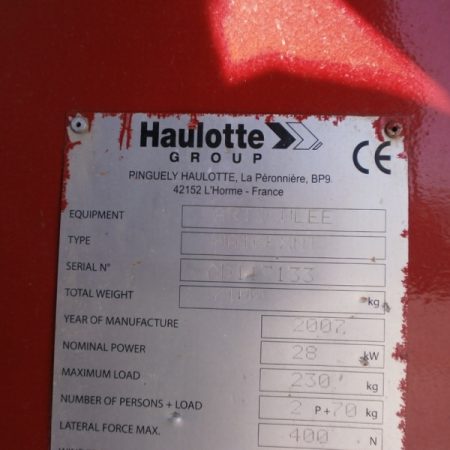 Haulotte
GROUP
CE
PINGUELY HAULOTTE, La Péronnière, BP9
42152 L'Horme - France
EQUIPMENT
TYPE
SERIAL N°
TOTAL WEIGHT kg
YEAR OF MANUFACTURE 2007
NOMINAL POWER 28 kW
MAXIMUM LOAD 230 kg
NUMBER OF PERSONS + LOAD 2 P+70 kg
LATERAL FORCE MAX. 400 N